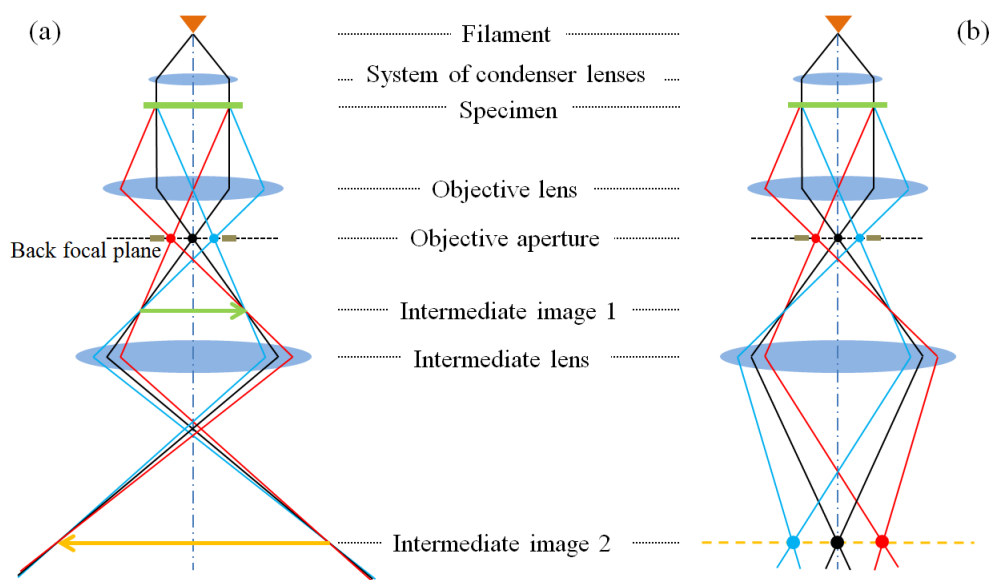 (a)
Filament
(b)
System of condenser lenses
Specimen
Objective lens
Objective aperture
Back focal plane
Intermediate image 1
Intermediate lens
Intermediate image 2